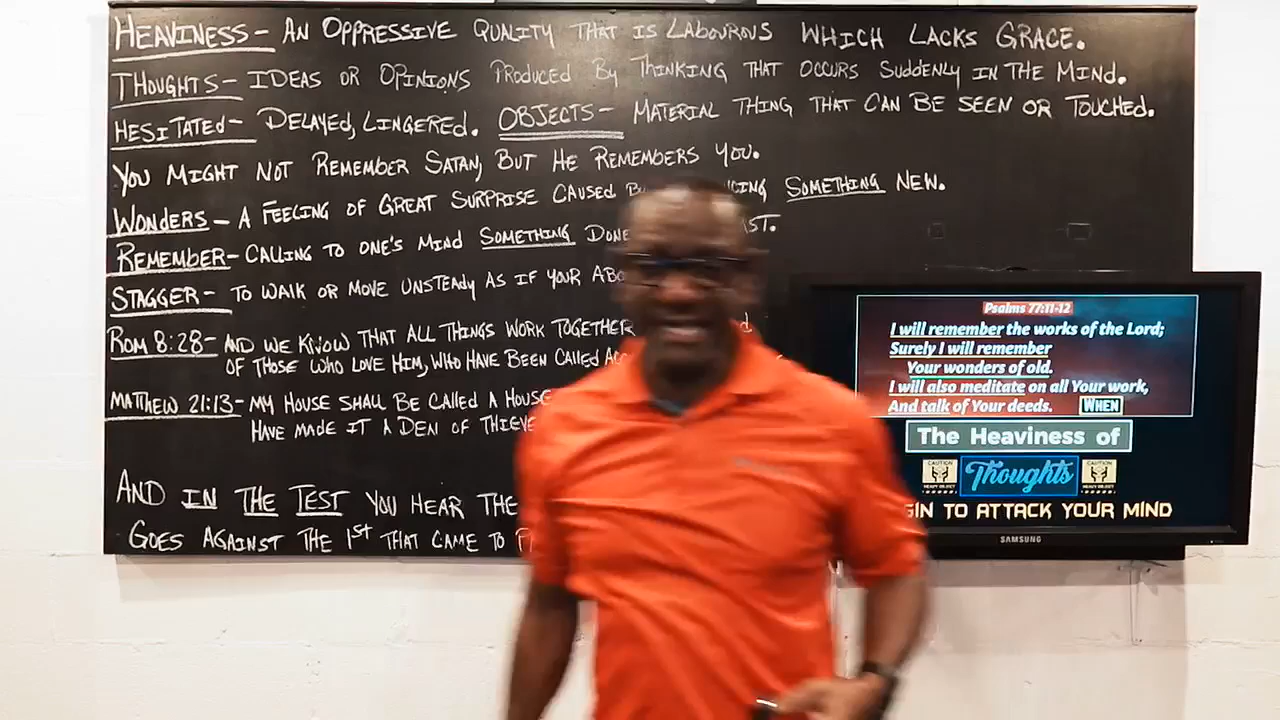 HEAVINESS- AN OPPRESSIVE QUALITY THAT IS LABOUROUS WHICH LACKS GRACE.
THOUGHTS- IDEAS OR OPINIONS PRODUCED BY THINKING THAT OCCURS SUDDENLY IN THE MIND.
HESITATED- DELAYED, LINGERED. OBJECTS- MATERIAL THING THAT CAN BE SEEN OR TOUCHED.
YOU MIGHT NOT REMEMBER SATAN, BUT HE REMEMBERS YOU.
WONDERS- A FEELING OF GREAT SURPRISE CAUSED SOMETHING NEW.
REMEMBER- CALLING TO ONE'S MIND SOMETHING
STAGGER- TO WALK OR MOVE UNSTEADY AS IF YOUR
ROM 8:28- AND WE KNOW THAT ALL THINGS WORK TOGETHER
OF THOSE WHO LOVE HIM, WHO HAVE BEEN CALLED
MATTHEW 21:13- MY HOUSE SHALL BE CALLED A HOUSE
HAVE MADE IT A DEN OF
AND IN THE TEST YOU HEAR THE
GOES AGAINST THE 1ST THAT CAME TO
Psalms 77:11-12
I will remember the works of the Lord;
Surely I will remember
Your wonders of old.
I will also meditate on all Your work,
And talk of Your deeds. WHEN
The Heaviness of
CAUTION Thoughts CAUTION
HEAVY OBJECT HEAVY OBJECT
TO ATTACK YOUR MIND
SAMSUNG